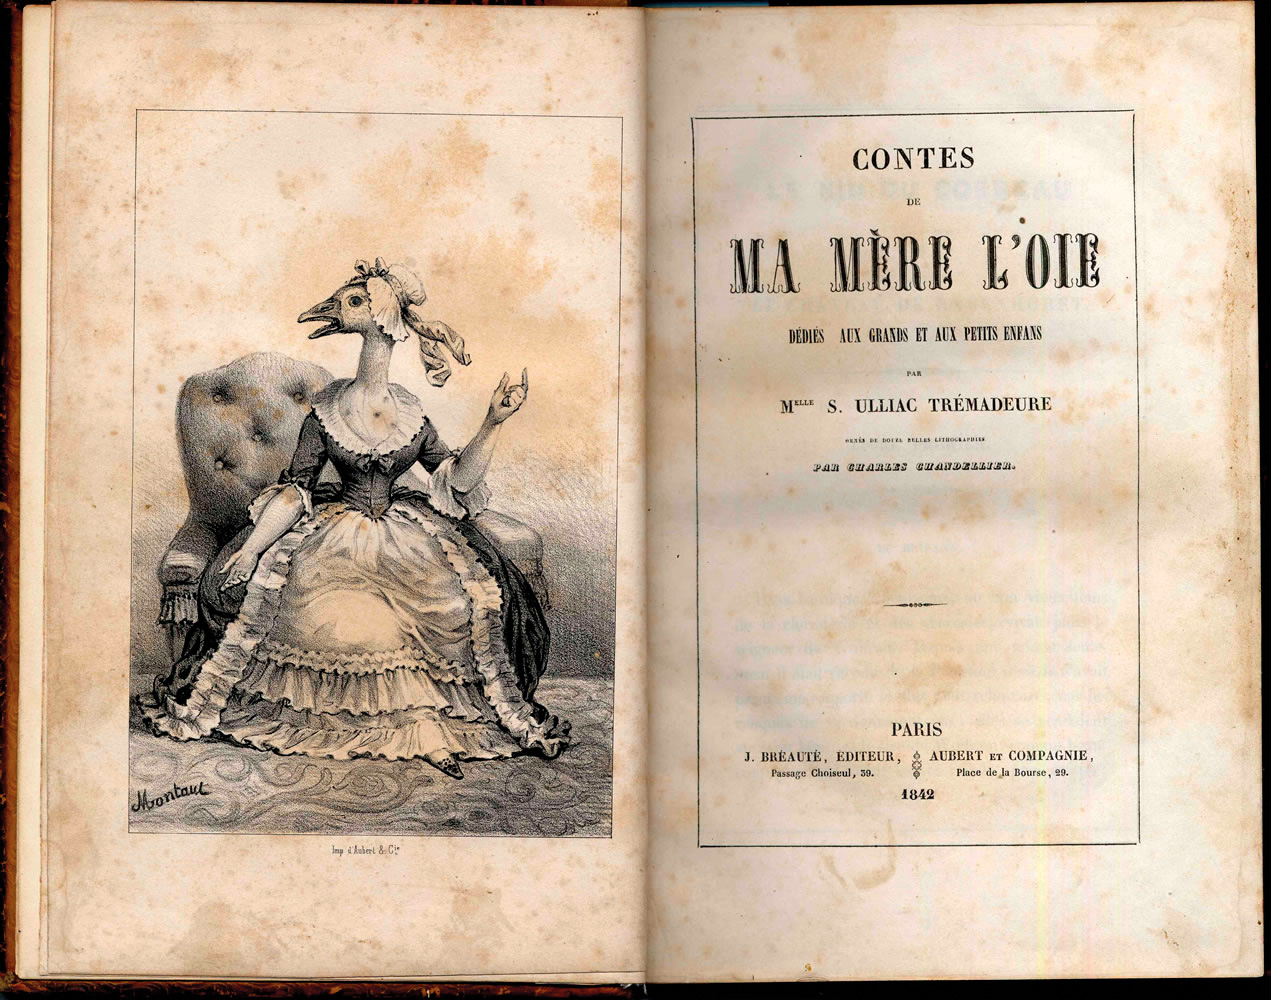 Montaut
Imp d'Aubert & Cie
CONTES
DE
MA MÈRE L'OIE
DÉDIÉS AUX GRANDS ET AUX PETITS ENFANS
PAR
MELLE S. ULLIAC TRÉMADEURE
ORNÉS DE DOUZE BELLES LITHOGRAPHIES
PAR CHARLES CHANDELLIER.
PARIS
J. BRÉAUTÉ, ÉDITEUR, AUBERT ET COMPAGNIE,
Passage Choiseul, 39. Place de la Bourse, 29.
1842